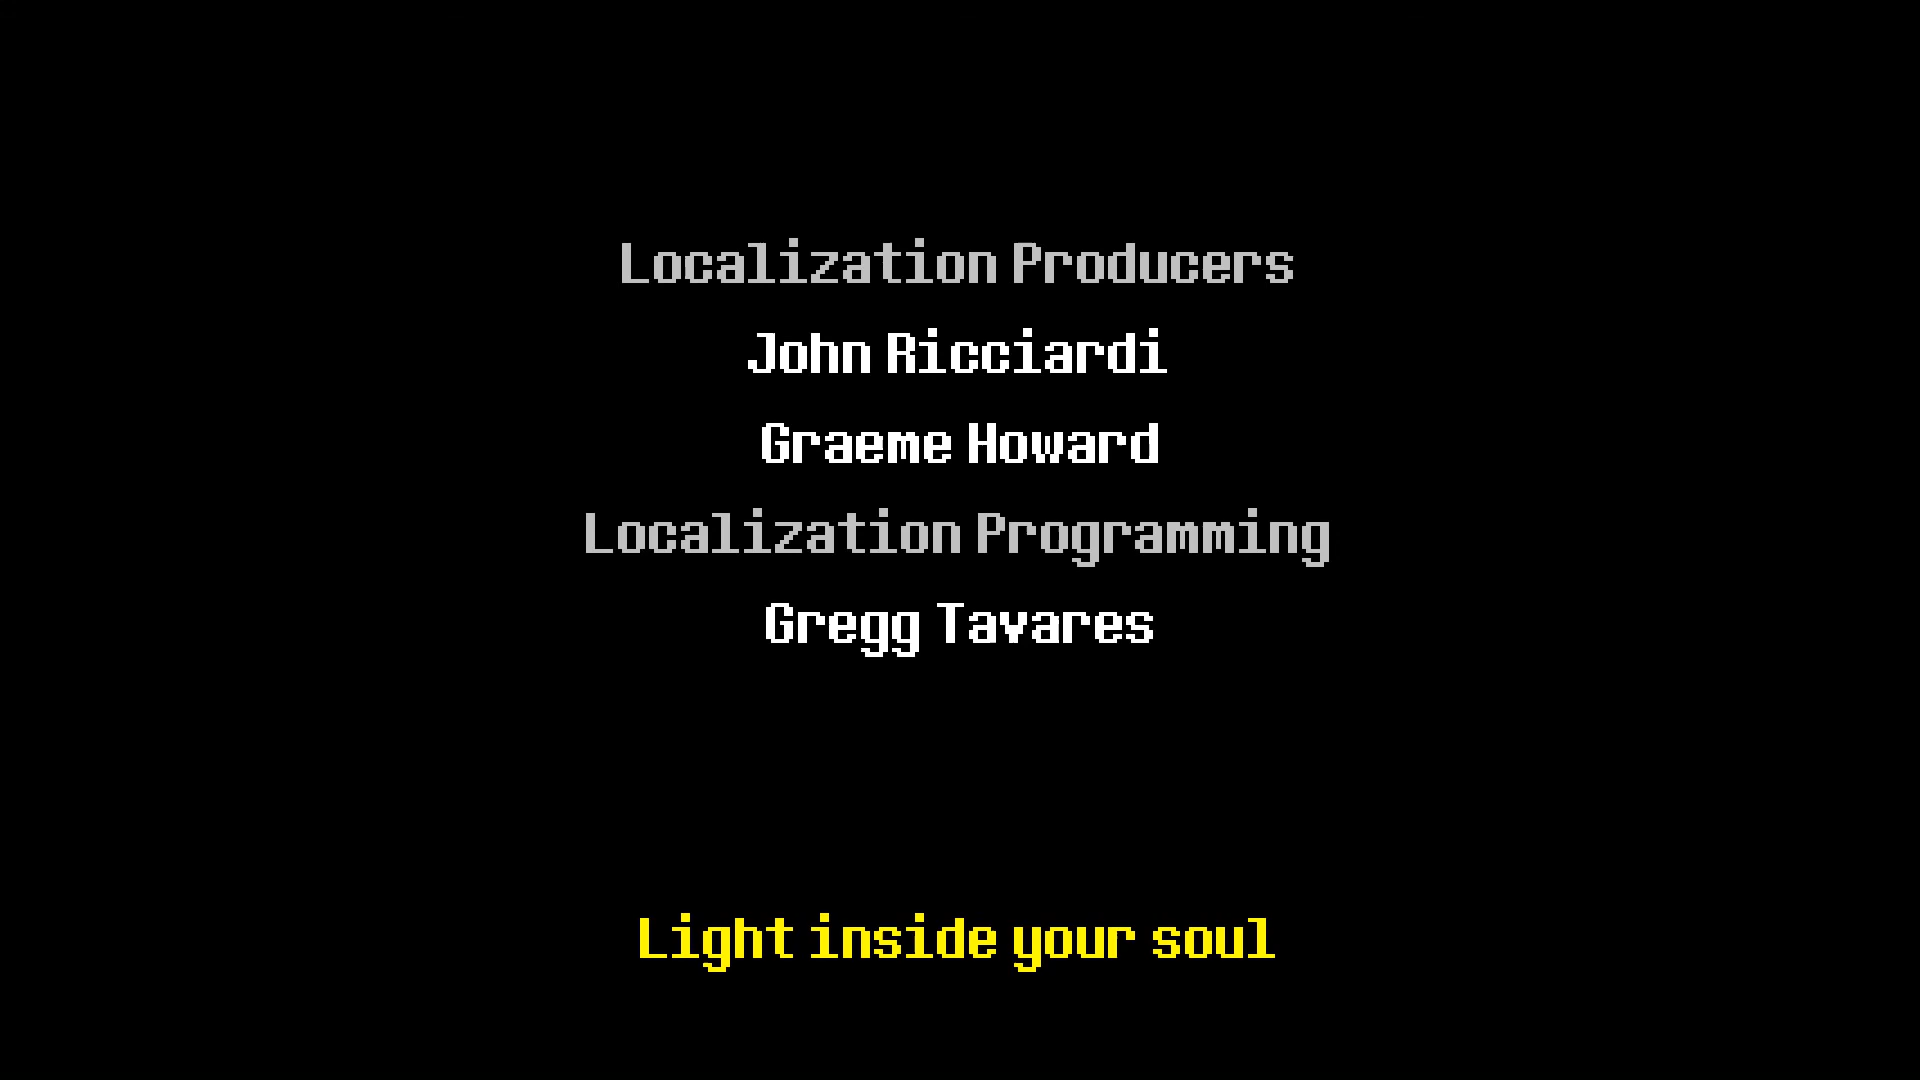 Localization Producers
John Ricciardi
Graeme Howard
Localization Programming
Gregg Tavares
Light inside your soul